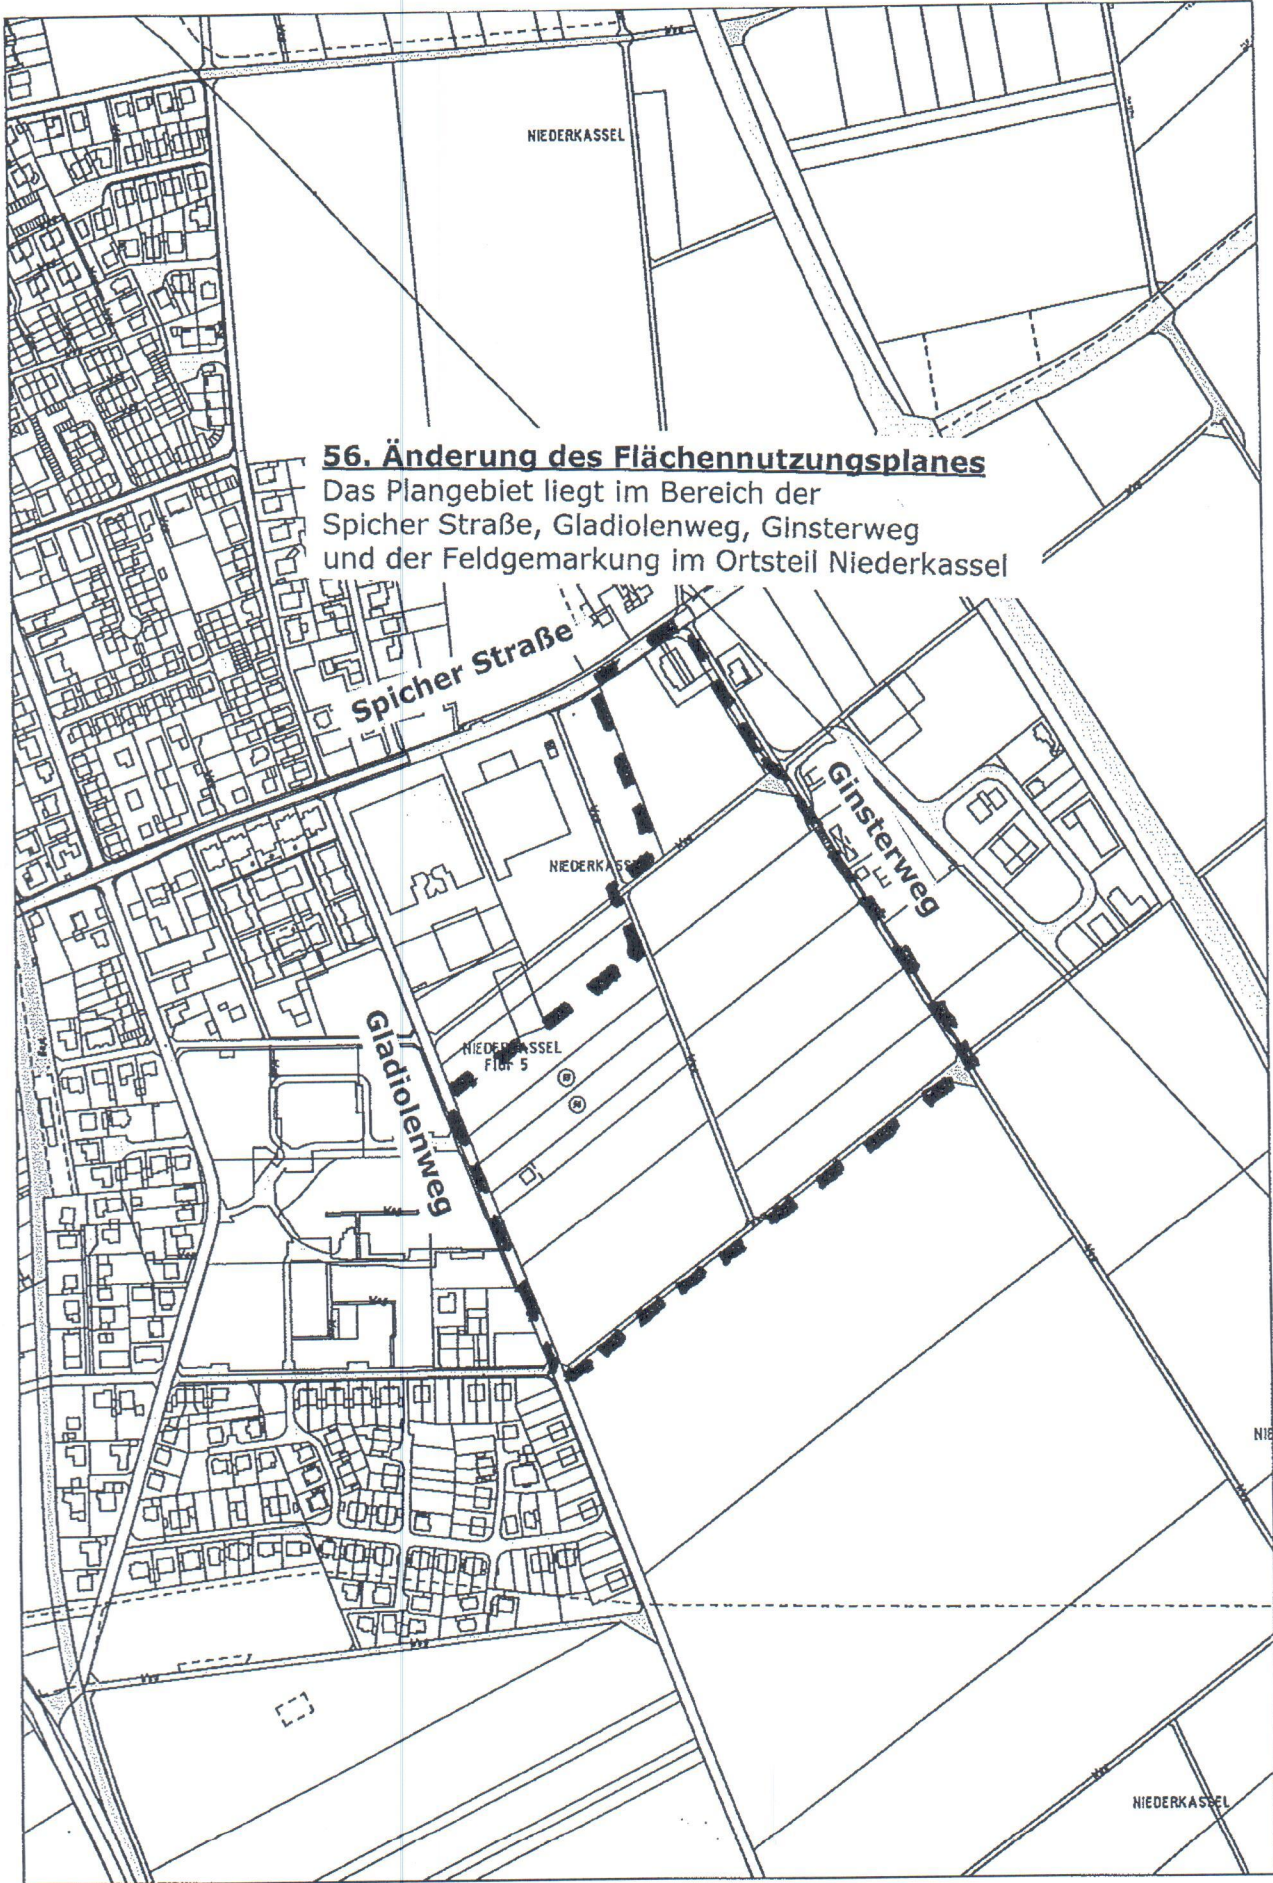 NIEDERKASSEL
56. Änderung des Flächennutzungsplanes
Das Plangebiet liegt im Bereich der
Spicher Straße, Gladiolenweg, Ginsterweg
und der Feldgemarkung im Ortsteil Niederkassel
Spicher Straße
Ginsterweg
Gladiolenweg
NIEDERKASSEL
Flur 5
NIEDERKASSEL